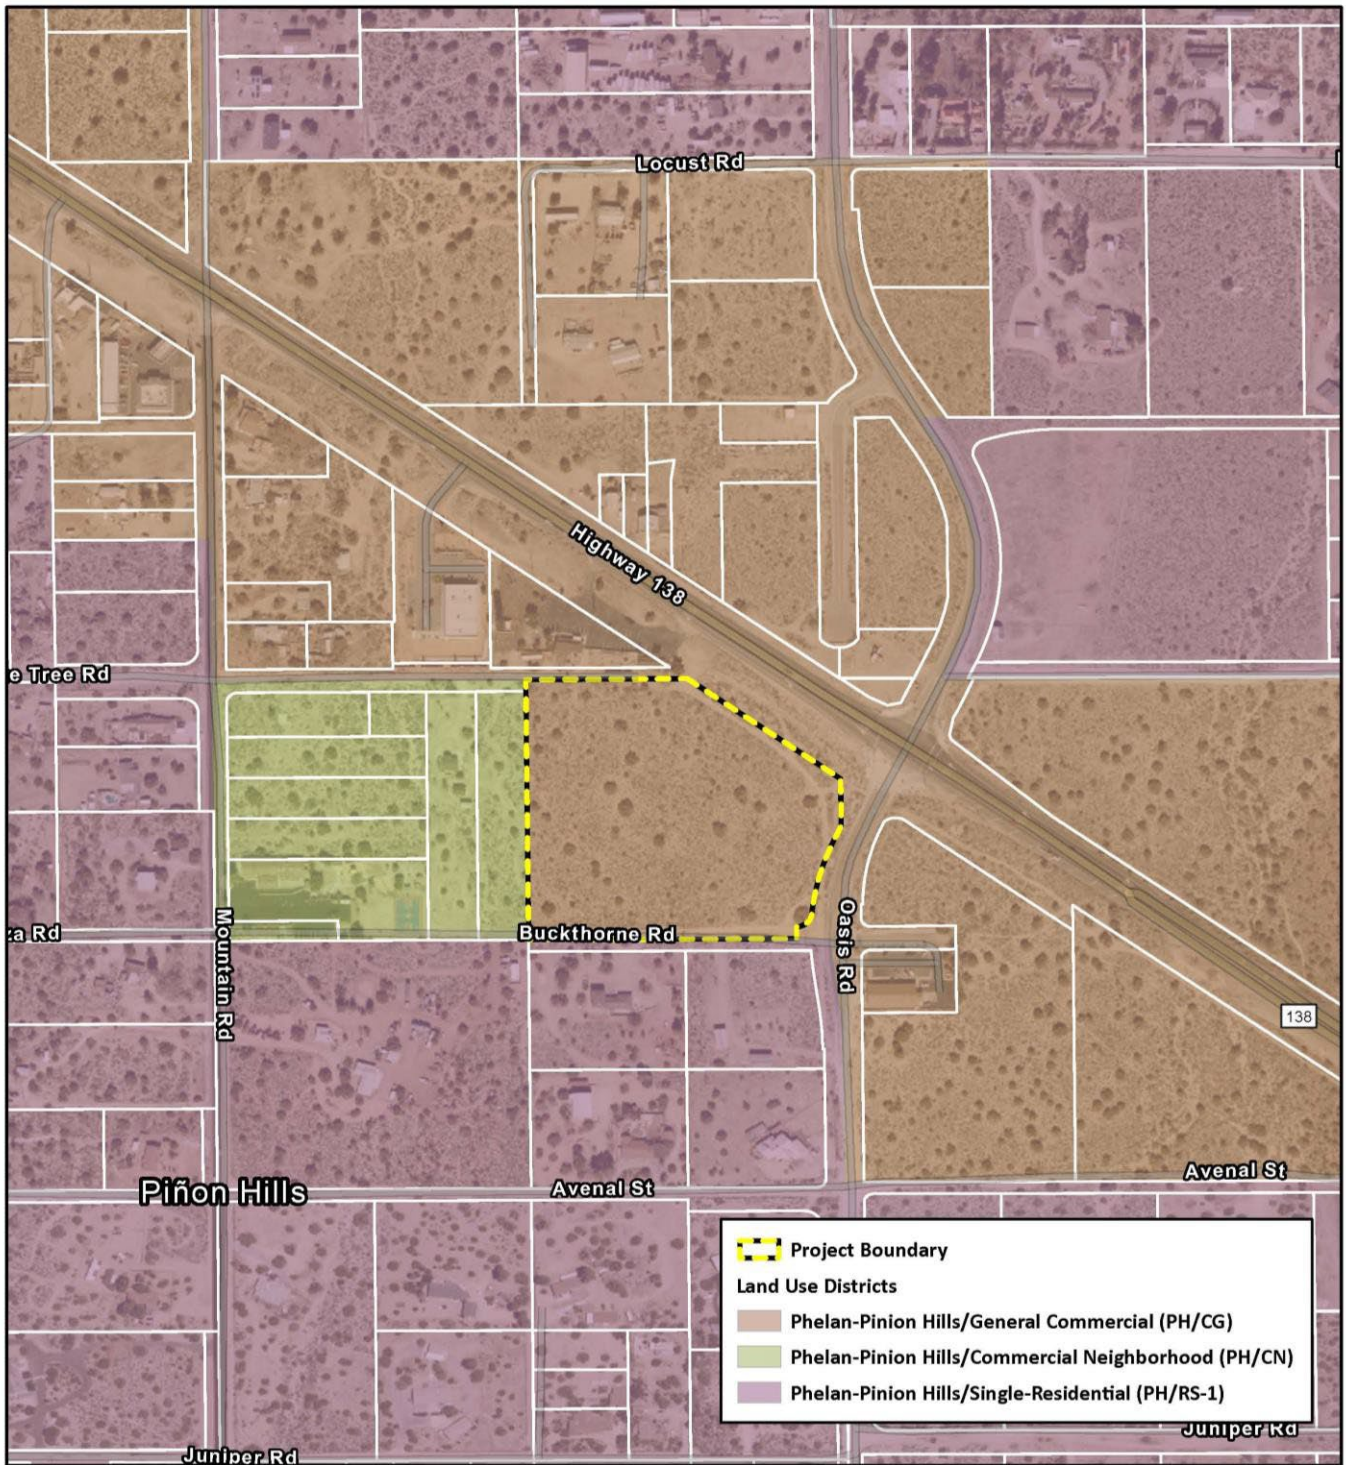 Locust Rd
Highway 138
e Tree Rd
za Rd
Mountain Rd
Buckthorne Rd
Oasis Rd
138
Piñon Hills
Avenal St
Avenal St
Project Boundary
Land Use Districts
Phelan-Pinion Hills/General Commercial (PH/CG)
Phelan-Pinion Hills/Commercial Neighborhood (PH/CN)
Phelan-Pinion Hills/Single-Residential (PH/RS-1)
Juniper Rd
Juniper Rd